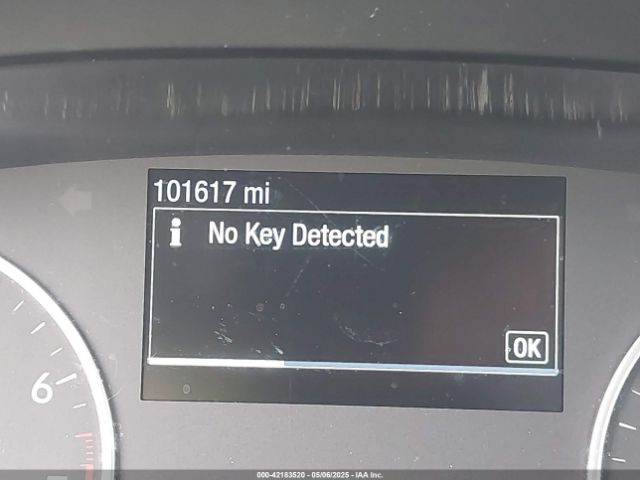 101617 mi
i No Key Detected
OK
6
000-42183520 - 05/06/2025 - IAA Inc.